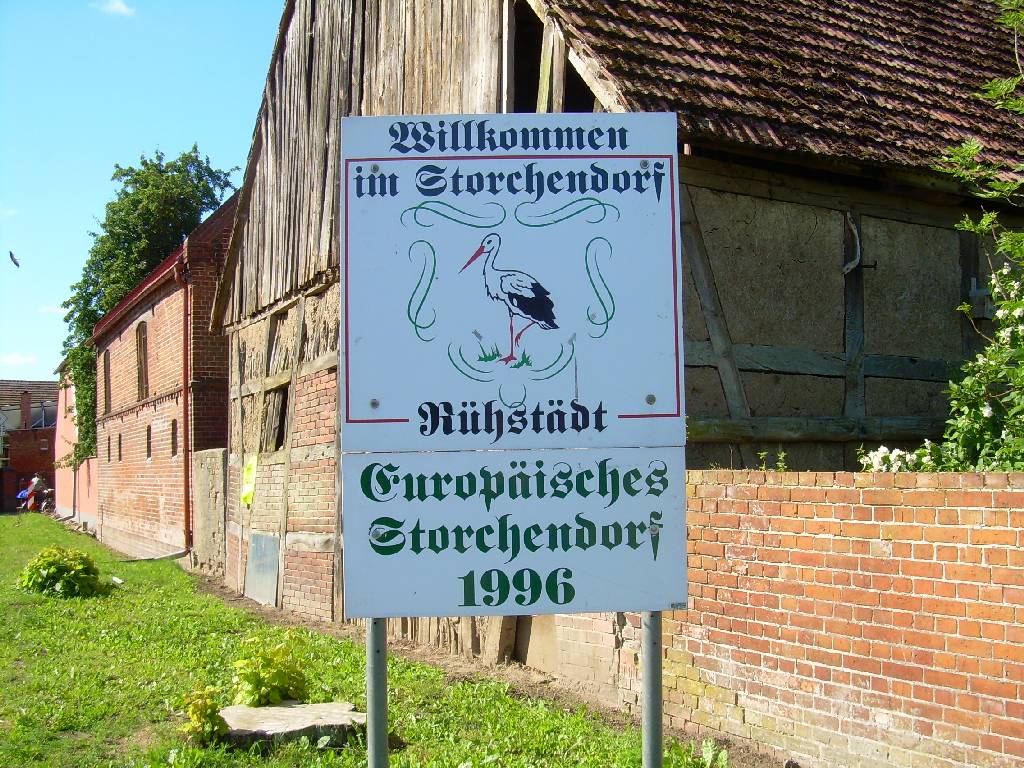 Willkommen
im Storchendorf
Rühstädt
Europäisches
Storchendorf
1996